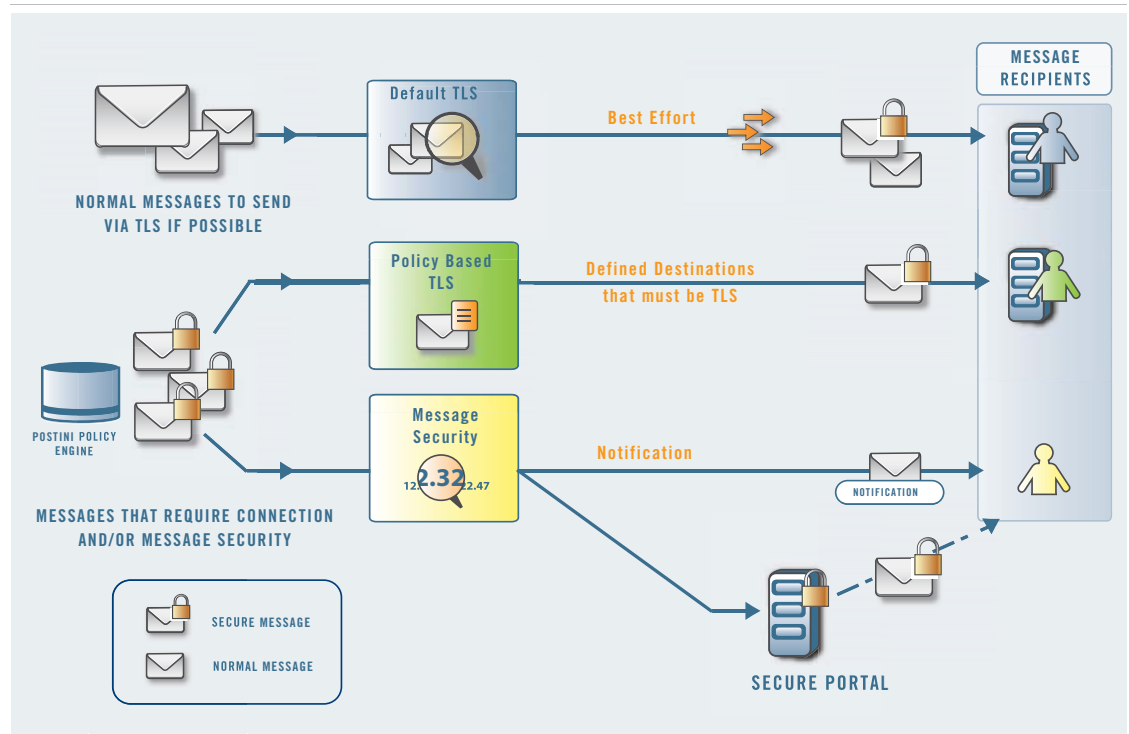 MESSAGE
RECIPIENTS
Default TLS
Best Effort
NORMAL MESSAGES TO SEND
VIA TLS IF POSSIBLE
Policy Based
TLS
Defined Destinations
that must be TLS
POSTINI POLICY
ENGINE
Message
Security
12. 2.32 22.47
Notification
NOTIFICATION
MESSAGES THAT REQUIRE CONNECTION
AND/OR MESSAGE SECURITY
SECURE MESSAGE
NORMAL MESSAGE
SECURE PORTAL